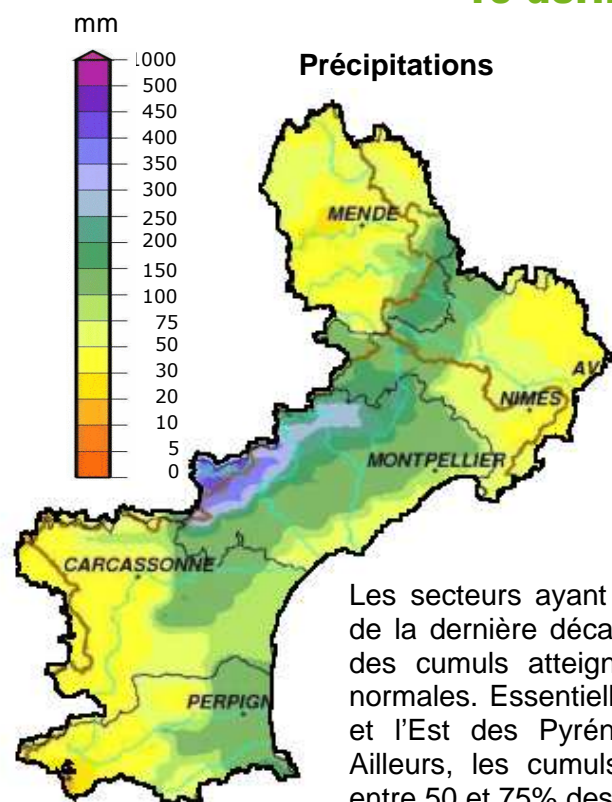 mm
Précipitations
1000
500
450
400
350
300
250
200
150
100
75
50
30
20
10
5
0
MENDE
AV
NIMES
MONTPELLIER
CARCASSONNE
PERPIGN
Les secteurs ayant
de la dernière déca
des cumuls atteign
normales. Essentiell
et l'Est des Pyrén
Ailleurs, les cumuls
entre 50 et 75% des